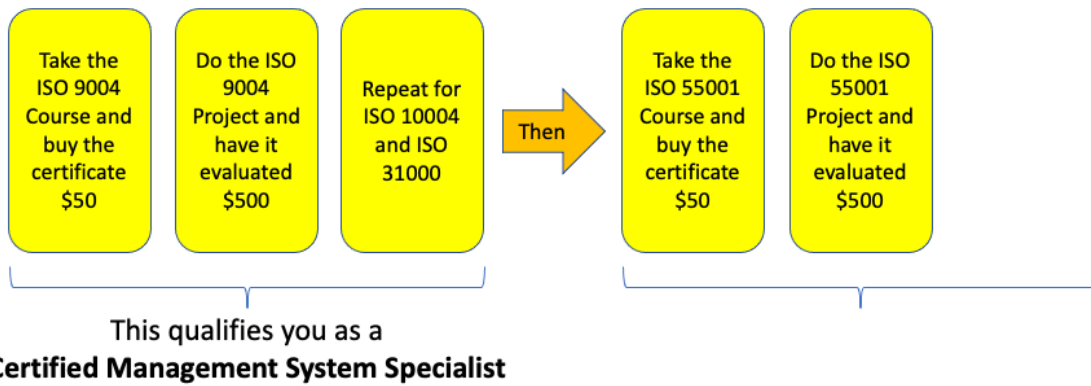 Take the
ISO 9004
Course and
buy the
certificate
$50
Do the ISO
9004
Project and
have it
evaluated
$500
Repeat for
ISO 10004
and ISO
31000
Then
Take the
ISO 55001
Course and
buy the
certificate
$50
Do the ISO
55001
Project and
have it
evaluated
$500
This qualifies you as a
Certified Management System Specialist